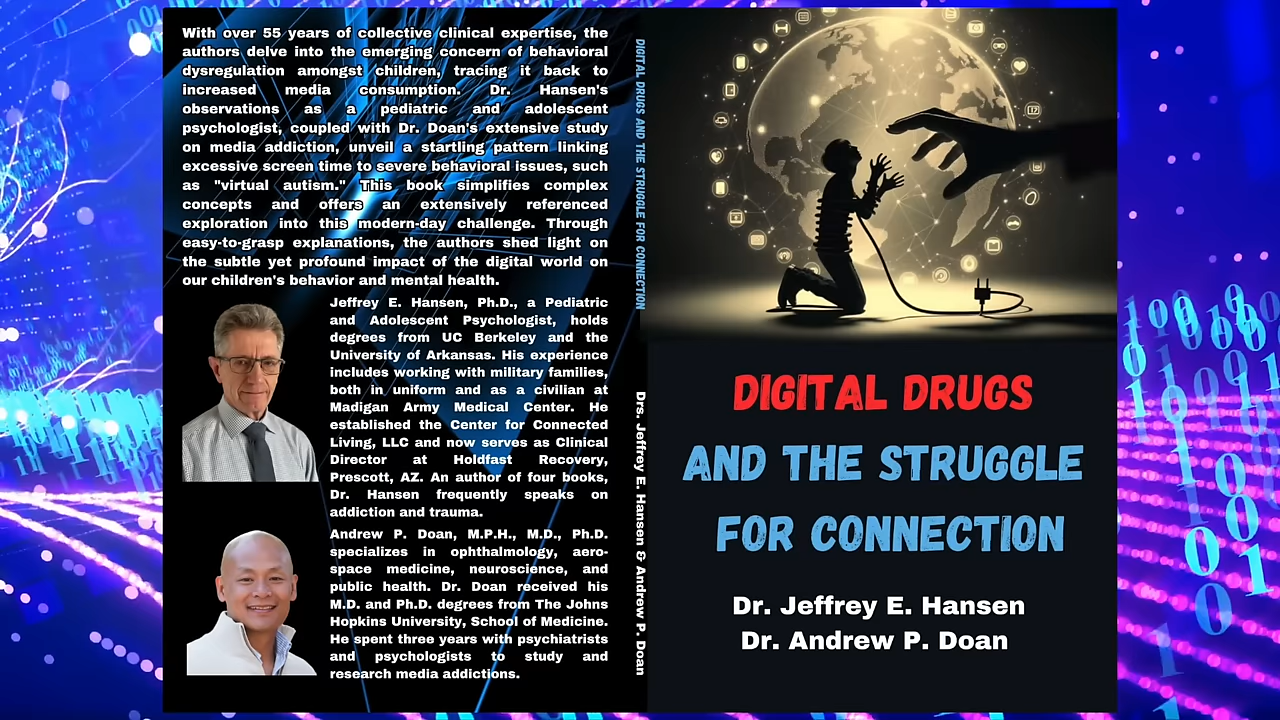 With over 55 years of collective clinical expertise, the
authors delve into the emerging concern of behavioral
dysregulation amongst children, tracing it back to
increased media consumption. Dr. Hansen's
observations as a pediatric and adolescent
psychologist, coupled with Dr. Doan's extensive study
on media addiction, unveil a startling pattern linking
excessive screen time to severe behavioral issues, such
as "virtual autism." This book simplifies complex
concepts and offers an extensively referenced
exploration into this modern-day challenge. Through
easy-to-grasp explanations, the authors shed light on
the subtle yet profound impact of the digital world on
our children's behavior and mental health.
Jeffrey E. Hansen, Ph.D., a Pediatric
and Adolescent Psychologist, holds
degrees from UC Berkeley and the
University of Arkansas. His experience
includes working with military families,
both in uniform and as a civilian at
Madigan Army Medical Center. He
established the Center for Connected
Living, LLC and now serves as Clinical
Director at Holdfast Recovery,
Prescott, AZ. An author of four books,
Dr. Hansen frequently speaks on
addiction and trauma.
Andrew P. Doan, M.P.H., M.D., Ph.D.
specializes in ophthalmology, aero-
space medicine, neuroscience, and
public health. Dr. Doan received his
M.D. and Ph.D. degrees from The Johns
Hopkins University, School of Medicine.
He spent three years with psychiatrists
and psychologists to study and
research media addictions.
DIGITAL DRUGS AND THE STRUGGLE FOR CONNECTION
Drs. Jeffrey E. Hansen & Andrew P. Doan
DIGITAL DRUGS
AND THE STRUGGLE
FOR CONNECTION
Dr. Jeffrey E. Hansen
Dr. Andrew P. Doan